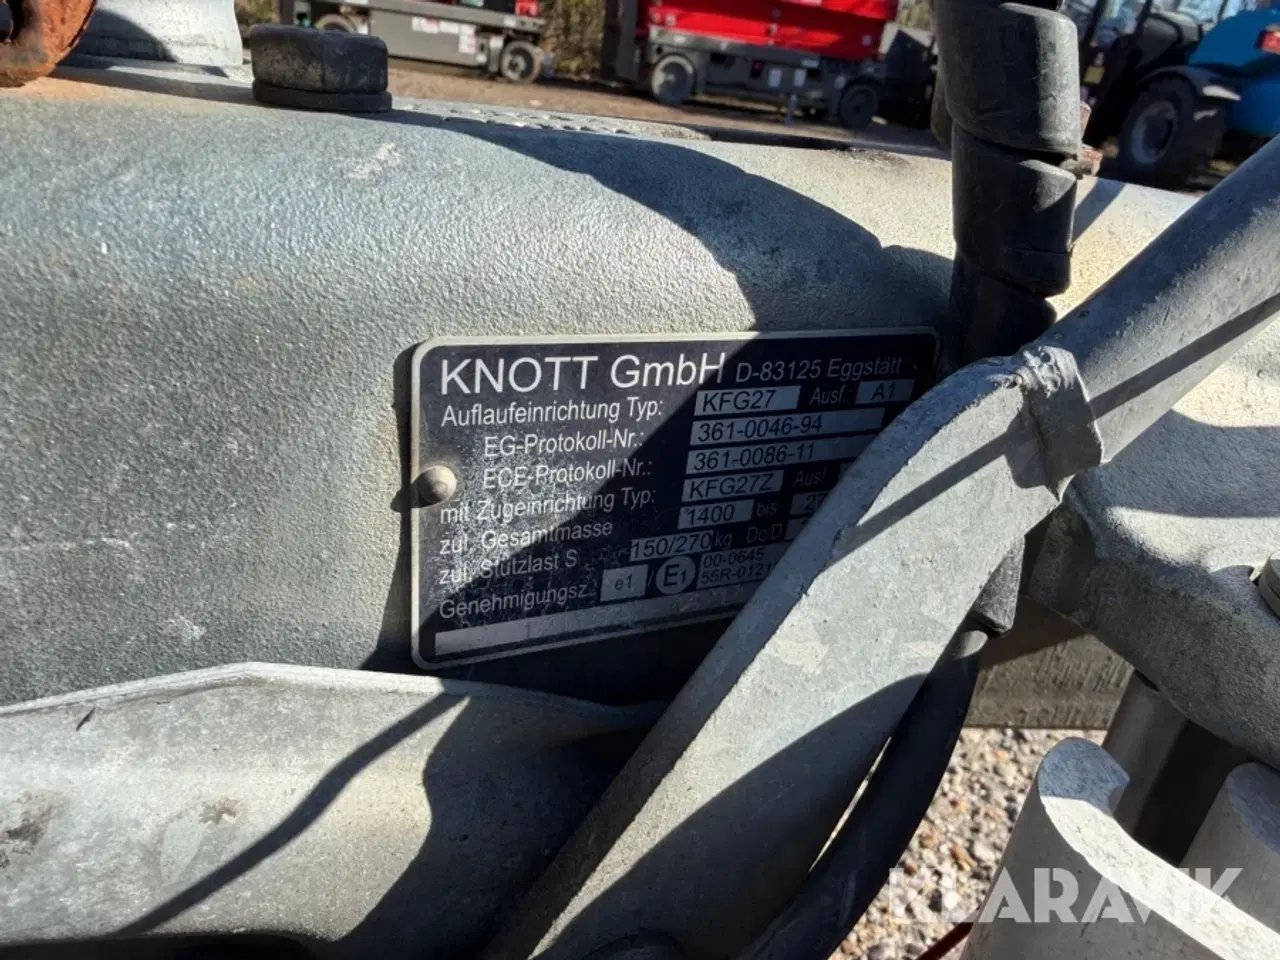 KNOTT GmbH D-83125 Eggstätt
Auflaufeinrichtung Typ: KFG27 Ausf.: A1
EG-Protokoll-Nr.: 361-0046-94
ECE-Protokoll-Nr.: 361-0086-11
mit Zugeinrichtung Typ: KFG27Z Ausf
zul. Gesamtmasse 1400 bis
zul. Stützlast S 150/270 kg Dc/D
Genehmigungsz. e1 / E1 00-0645
KLARAVIK